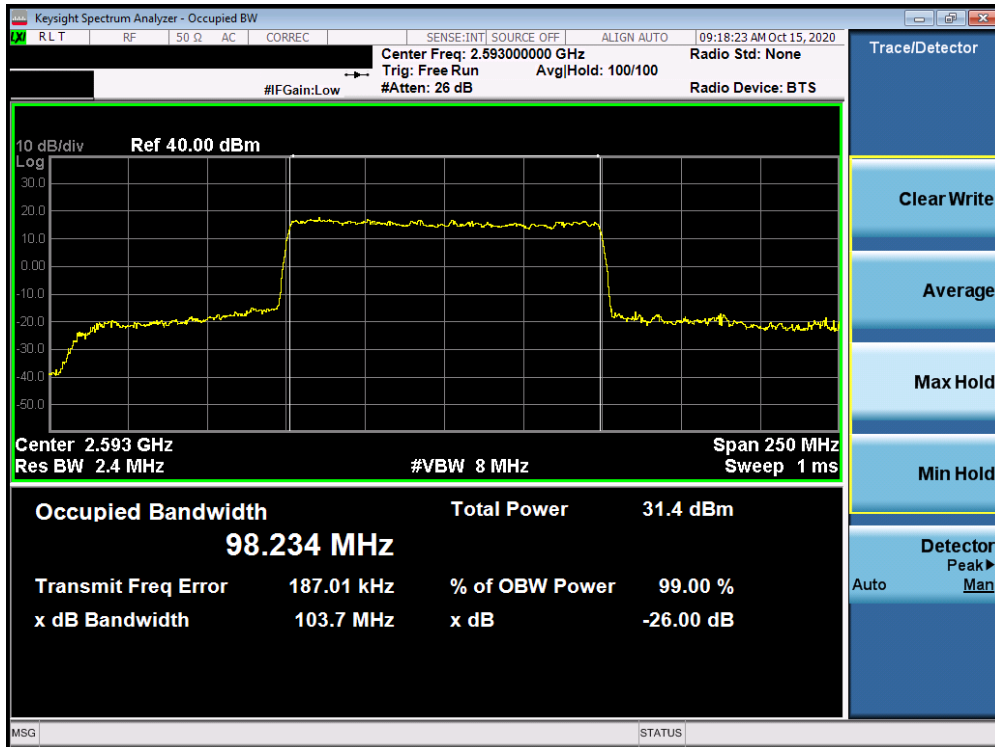 Keysight Spectrum Analyzer - Occupied BW
LXI RLT RF 50 Ω AC CORREC SENSE:INT SOURCE OFF ALIGN AUTO 09:18:23 AM Oct 15, 2020
Center Freq: 2.593000000 GHz Radio Std: None
Trig: Free Run Avg|Hold: 100/100
#IFGain:Low #Atten: 26 dB Radio Device: BTS
10 dB/div Ref 40.00 dBm
Log
30.0
20.0
10.0
0.00
-10.0
-20.0
-30.0
-40.0
-50.0
Center 2.593 GHz Span 250 MHz
Res BW 2.4 MHz #VBW 8 MHz Sweep 1 ms
Occupied Bandwidth Total Power 31.4 dBm
98.234 MHz
Transmit Freq Error 187.01 kHz % of OBW Power 99.00 %
x dB Bandwidth 103.7 MHz x dB -26.00 dB
Trace/Detector
Clear Write
Average
Max Hold
Min Hold
Detector
Peak▶
Auto Man
MSG STATUS